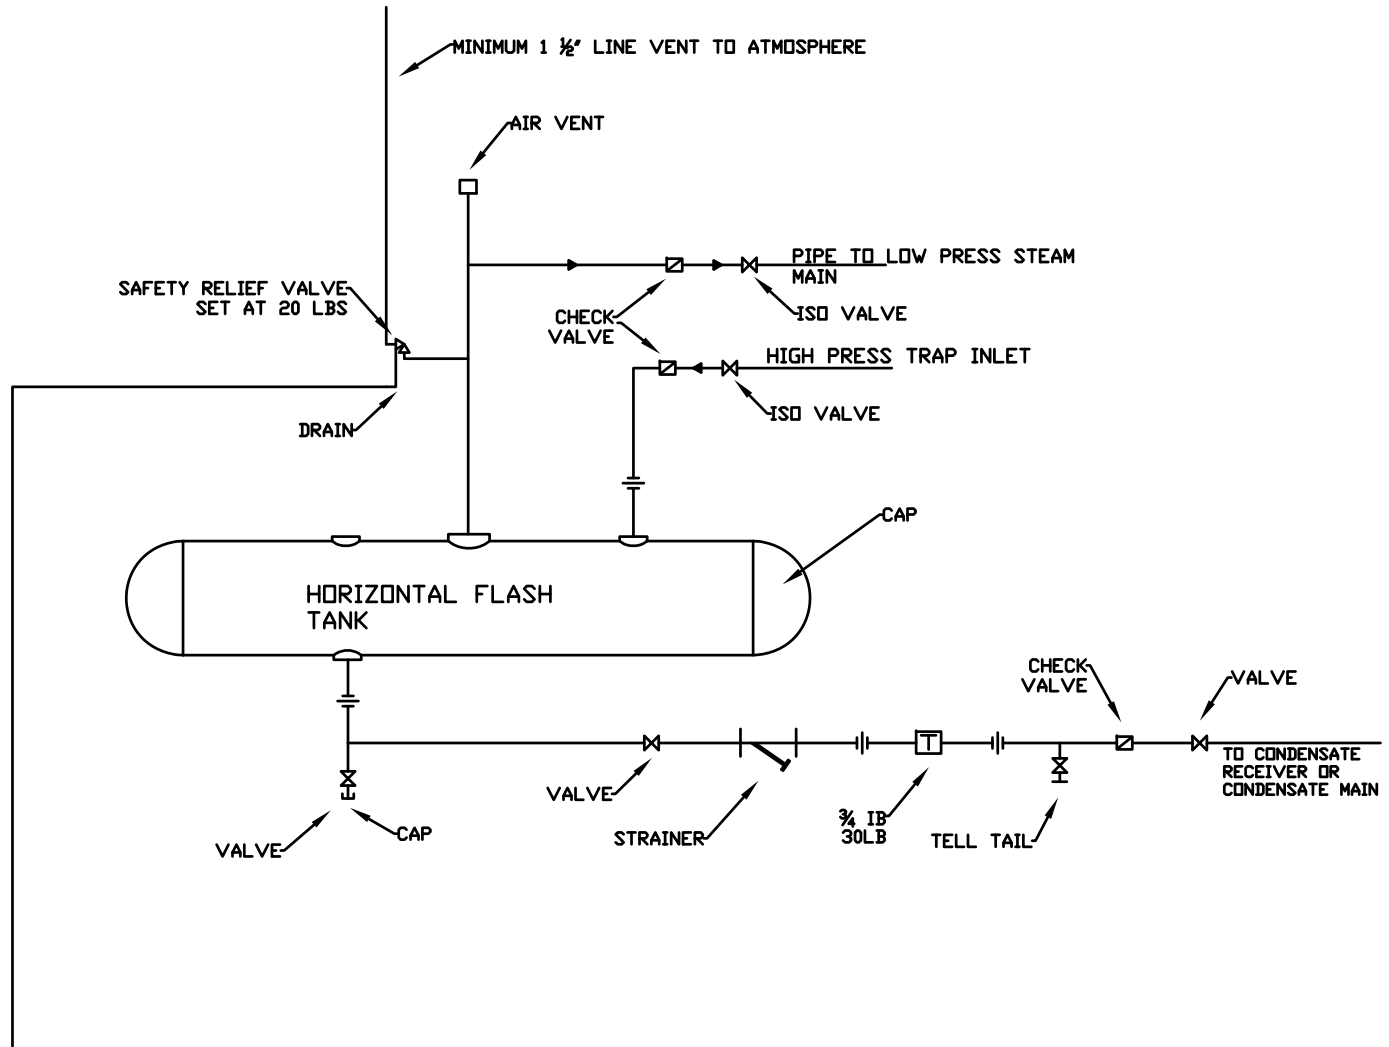 MINIMUM 1 ½" LINE VENT TO ATMOSPHERE
AIR VENT
PIPE TO LOW PRESS STEAM
MAIN
SAFETY RELIEF VALVE
SET AT 20 LBS
CHECK
VALVE
ISO VALVE
HIGH PRESS TRAP INLET
ISO VALVE
DRAIN
CAP
HORIZONTAL FLASH
TANK
CHECK
VALVE
VALVE
TO CONDENSATE
RECEIVER OR
CONDENSATE MAIN
T
VALVE
STRAINER
¾ IB
30LB
TELL TAIL
CAP
VALVE